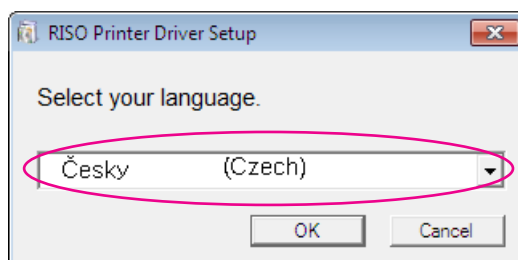 RISO Printer Driver Setup
Select your language.
Česky (Czech)
OK Cancel